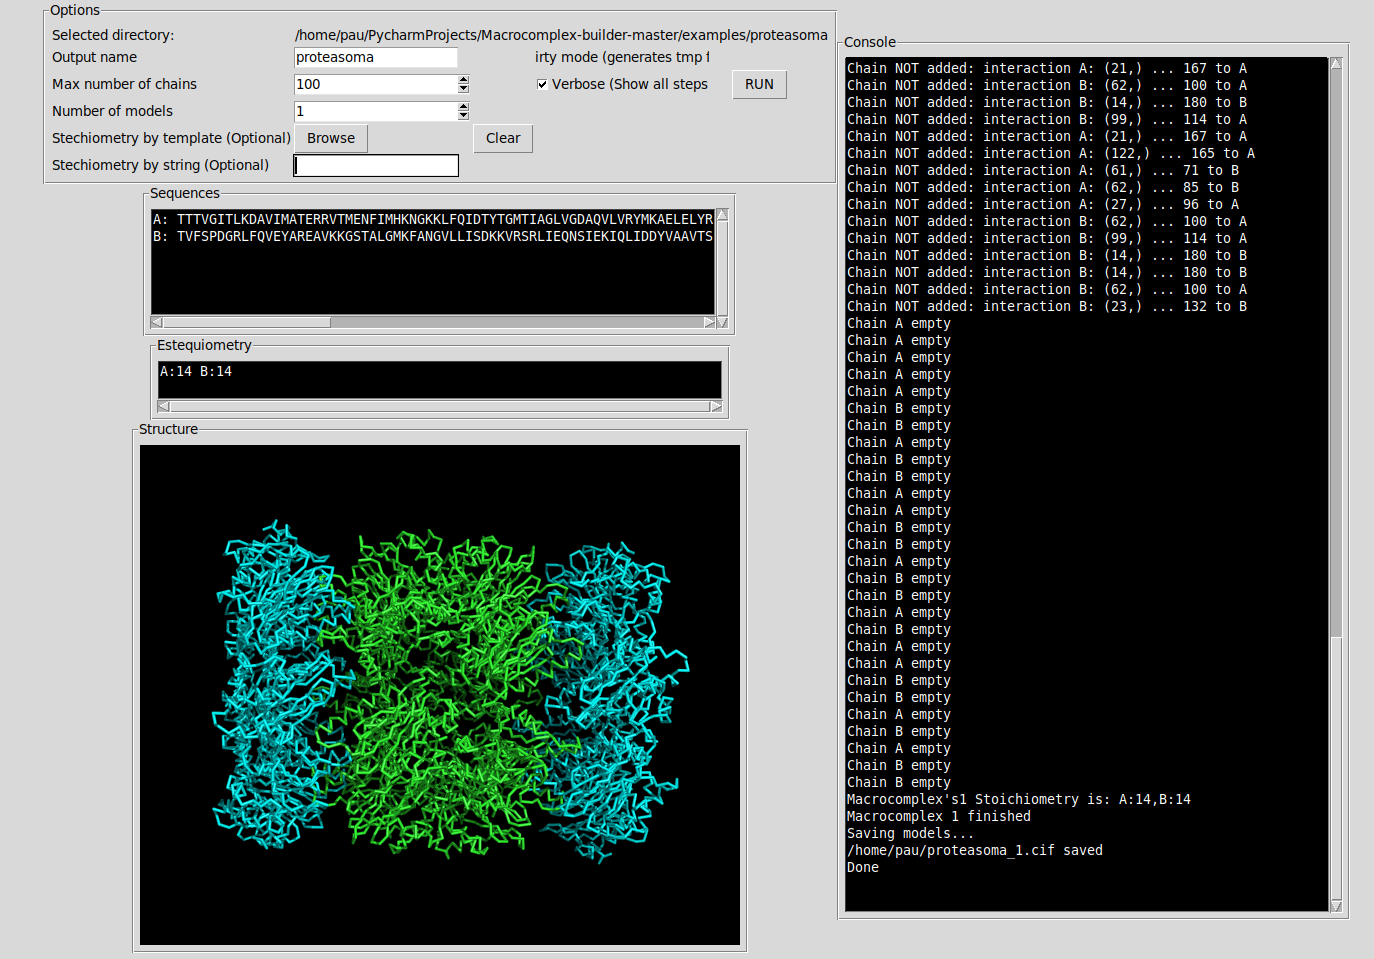 Options
Selected directory: /home/pau/PycharmProjects/Macrocomplex-builder-master/examples/proteasoma
Output name proteasoma irty mode (generates tmp f
Max number of chains 100 Verbose (Show all steps RUN
Number of models 1
Stechiometry by template (Optional) Browse Clear
Stechiometry by string (Optional)
Sequences
A: TTTVGITLKDAVIMATERRVTMENFIMHKNGKKLFQIDTYTGMTIAGLVGDAQVLVRYMKAELELYR
B: TVFSPDGRLFQVEYAREAVKKGSTALGMKFANGVLLISDKKVRSRLIEQNSIEKIQLIDDYVAAVTS
Estequiometry
A:14 B:14
Structure
Console
Chain NOT added: interaction A: (21,) ... 167 to A
Chain NOT added: interaction B: (62,) ... 100 to A
Chain NOT added: interaction B: (14,) ... 180 to B
Chain NOT added: interaction B: (99,) ... 114 to A
Chain NOT added: interaction A: (21,) ... 167 to A
Chain NOT added: interaction A: (122,) ... 165 to A
Chain NOT added: interaction A: (61,) ... 71 to B
Chain NOT added: interaction A: (62,) ... 85 to B
Chain NOT added: interaction A: (27,) ... 96 to A
Chain NOT added: interaction B: (62,) ... 100 to A
Chain NOT added: interaction B: (99,) ... 114 to A
Chain NOT added: interaction B: (14,) ... 180 to B
Chain NOT added: interaction B: (14,) ... 180 to B
Chain NOT added: interaction B: (62,) ... 100 to A
Chain NOT added: interaction B: (23,) ... 132 to B
Chain A empty
Chain A empty
Chain A empty
Chain A empty
Chain A empty
Chain B empty
Chain B empty
Chain A empty
Chain B empty
Chain B empty
Chain A empty
Chain A empty
Chain B empty
Chain B empty
Chain A empty
Chain B empty
Chain B empty
Chain A empty
Chain B empty
Chain A empty
Chain A empty
Chain B empty
Chain B empty
Chain A empty
Chain B empty
Chain A empty
Chain B empty
Chain B empty
Macrocomplex's1 Stoichiometry is: A:14,B:14
Macrocomplex 1 finished
Saving models...
/home/pau/proteasoma_1.cif saved
Done